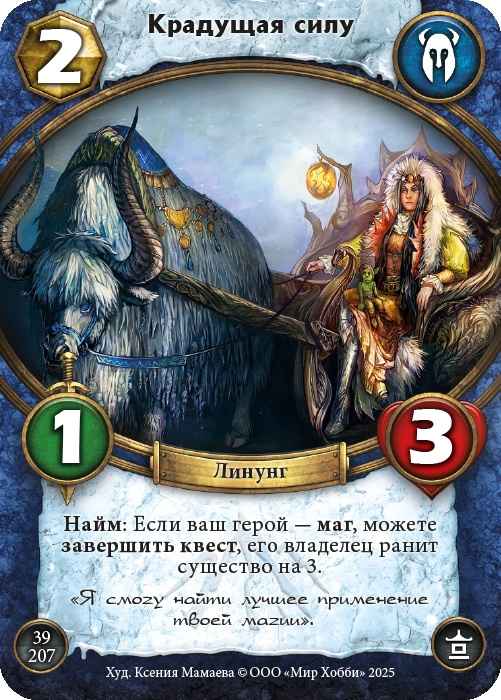 Крадущая силу
2
1
3
Линунг
Найм: Если ваш герой — маг, можете
завершить квест, его владелец ранит
существо на 3.
«Я смогу найти лучшее применение
твоей магии».
39
207
Худ. Ксения Мамаева © ООО «Мир Хобби» 2025